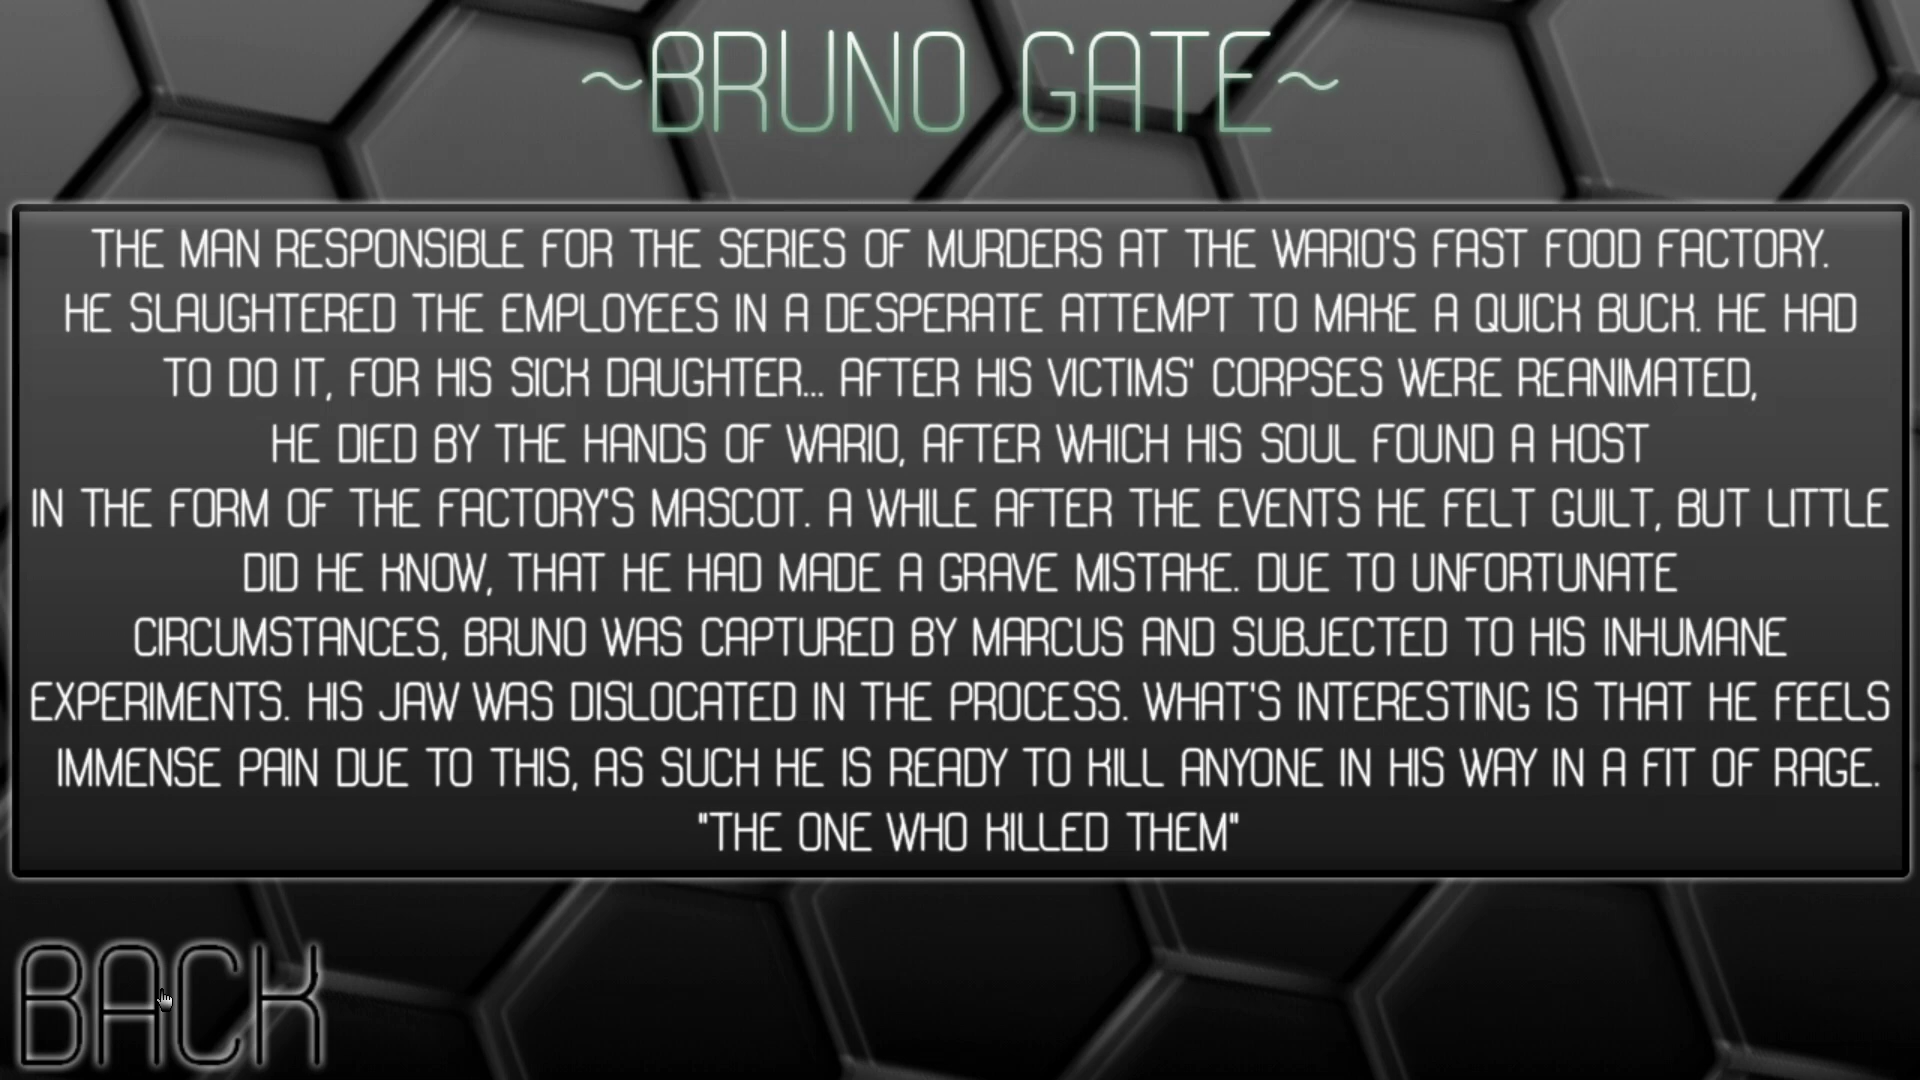 ~BRUNO GATE~
THE MAN RESPONSIBLE FOR THE SERIES OF MURDERS AT THE WARIO'S FAST FOOD FACTORY.
HE SLAUGHTERED THE EMPLOYEES IN A DESPERATE ATTEMPT TO MAKE A QUICK BUCK. HE HAD
TO DO IT, FOR HIS SICK DAUGHTER... AFTER HIS VICTIMS' CORPSES WERE REANIMATED,
HE DIED BY THE HANDS OF WARIO, AFTER WHICH HIS SOUL FOUND A HOST
IN THE FORM OF THE FACTORY'S MASCOT. A WHILE AFTER THE EVENTS HE FELT GUILT, BUT LITTLE
DID HE KNOW, THAT HE HAD MADE A GRAVE MISTAKE. DUE TO UNFORTUNATE
CIRCUMSTANCES, BRUNO WAS CAPTURED BY MARCUS AND SUBJECTED TO HIS INHUMANE
EXPERIMENTS. HIS JAW WAS DISLOCATED IN THE PROCESS. WHAT'S INTERESTING IS THAT HE FEELS
IMMENSE PAIN DUE TO THIS, AS SUCH HE IS READY TO KILL ANYONE IN HIS WAY IN A FIT OF RAGE.
"THE ONE WHO KILLED THEM"
BACK